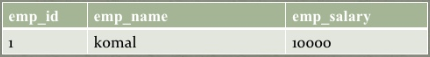 emp_id emp_name emp_salary
1 komal 10000